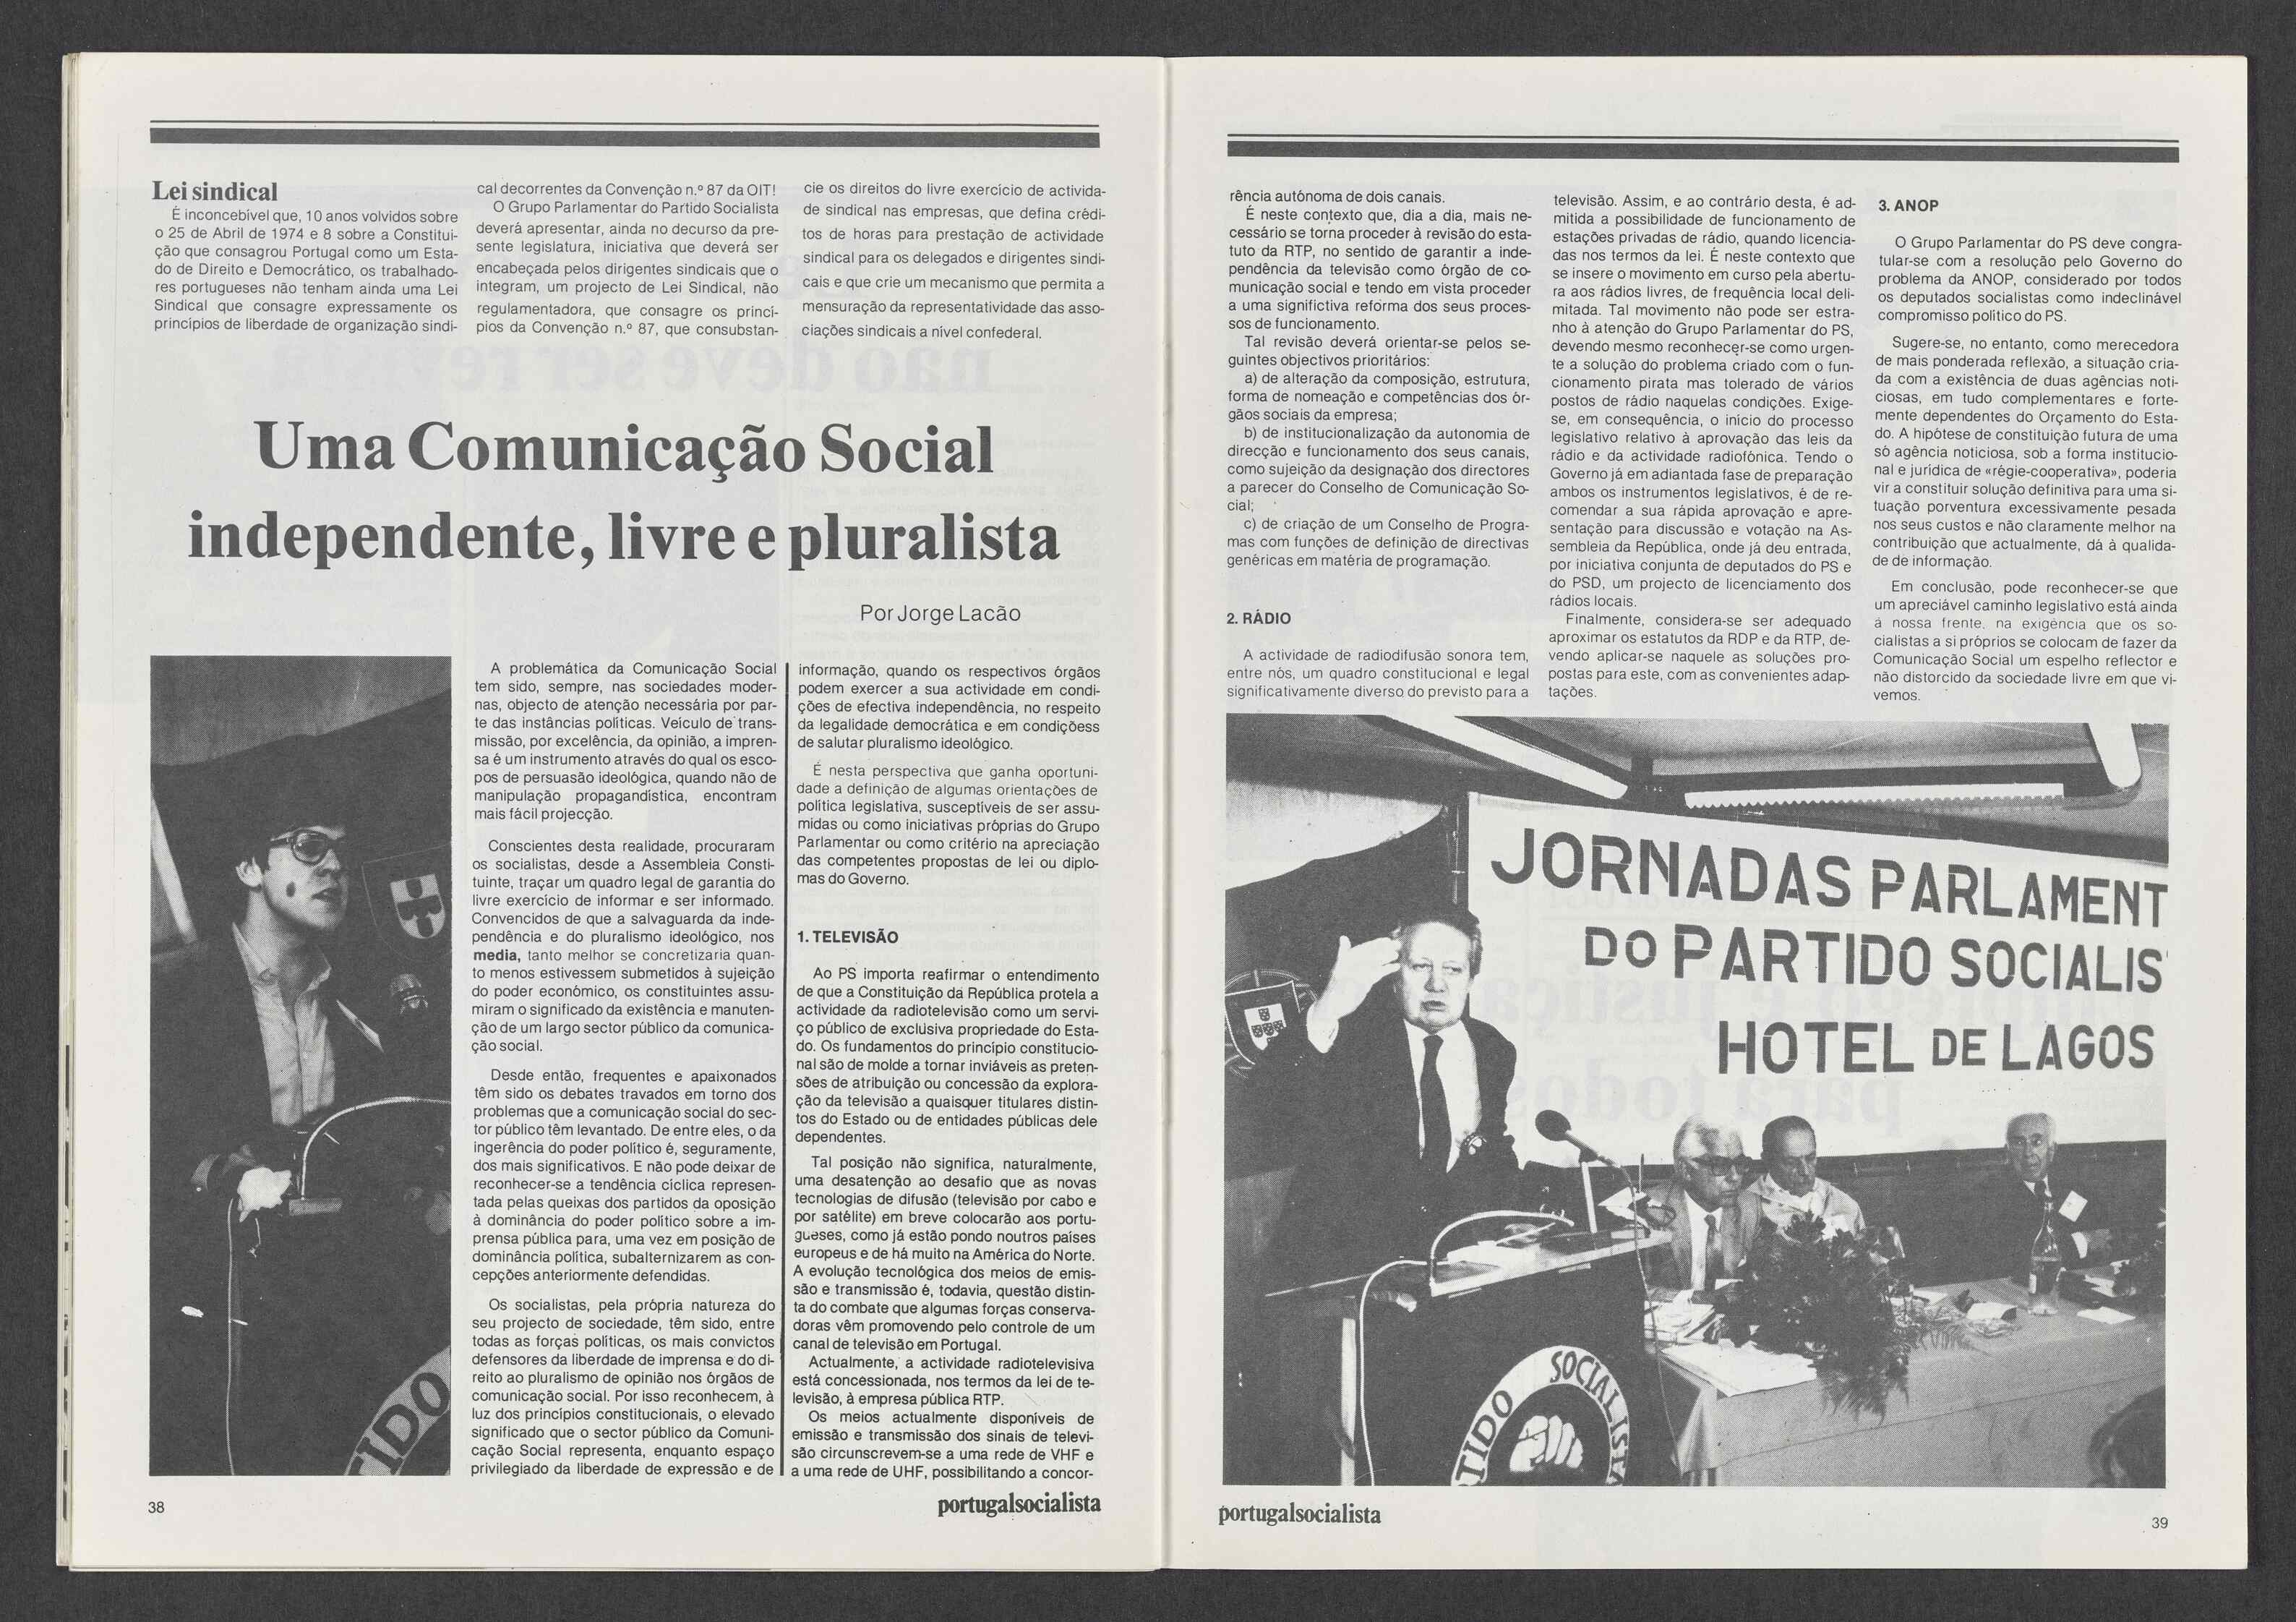 Lei sindical
É inconcebível que, 10 anos volvidos sobre
o 25 de Abril de 1974 e 8 sobre a Constitui-
ção que consagrou Portugal como um Esta-
do de Direito e Democrático, os trabalhado-
res portugueses não tenham ainda uma Lei
Sindical que consagre expressamente os
princípios de liberdade de organização sindi-
cal decorrentes da Convenção n.º 87 da OIT!
O Grupo Parlamentar do Partido Socialista
deverá apresentar, ainda no decurso da pre-
sente legislatura, iniciativa que deverá ser
encabeçada pelos dirigentes sindicais que o
integram, um projecto de Lei Sindical, não
regulamentadora, que consagre os princí-
pios da Convenção n.º 87, que consubstan-
cie os direitos do livre exercício de activida-
de sindical nas empresas, que defina crédi-
tos de horas para prestação de actividade
sindical para os delegados e dirigentes sindi-
cais e que crie um mecanismo que permita a
mensuração da representatividade das asso-
ciações sindicais a nível confederal.
Uma Comunicação Social
independente, livre e pluralista
Por Jorge Lacão
A problemática da Comunicação Social
tem sido, sempre, nas sociedades moder-
nas, objecto de atenção necessária por par-
te das instâncias políticas. Veículo de trans-
missão, por excelência, da opinião, a impren-
sa é um instrumento através do qual os esco-
pos de persuasão ideológica, quando não de
manipulação propagandística, encontram
mais fácil projecção.
Conscientes desta realidade, procuraram
os socialistas, desde a Assembleia Consti-
tuinte, traçar um quadro legal de garantia do
livre exercício de informar e ser informado.
Convencidos de que a salvaguarda da inde-
pendência e do pluralismo ideológico, nos
media, tanto melhor se concretizaria quan-
to menos estivessem submetidos à sujeição
do poder económico, os constituintes assu-
miram o significado da existência e manuten-
ção de um largo sector público da comunica-
ção social.
Desde então, frequentes e apaixonados
têm sido os debates travados em torno dos
problemas que a comunicação social do sec-
tor público têm levantado. De entre eles, o da
ingerência do poder político é, seguramente,
dos mais significativos. E não pode deixar de
reconhecer-se a tendência cíclica represen-
tada pelas queixas dos partidos da oposição
à dominância do poder político sobre a im-
prensa pública para, uma vez em posição de
dominância política, subalternizarem as con-
cepções anteriormente defendidas.
Os socialistas, pela própria natureza do
seu projecto de sociedade, têm sido, entre
todas as forças políticas, os mais convictos
defensores da liberdade de imprensa e do di-
reito ao pluralismo de opinião nos órgãos de
comunicação social. Por isso reconhecem, à
luz dos princípios constitucionais, o elevado
significado que o sector público da Comuni-
cação Social representa, enquanto espaço
privilegiado da liberdade de expressão e de
informação, quando os respectivos órgãos
podem exercer a sua actividade em condi-
ções de efectiva independência, no respeito
da legalidade democrática e em condiçõess
de salutar pluralismo ideológico.
É nesta perspectiva que ganha oportuni-
dade a definição de algumas orientações de
política legislativa, susceptíveis de ser assu-
midas ou como iniciativas próprias do Grupo
Parlamentar ou como critério na apreciação
das competentes propostas de lei ou diplo-
mas do Governo.
1. TELEVISÃO
Ao PS importa reafirmar o entendimento
de que a Constituição da República protela a
actividade da radiotelevisão como um servi-
ço público de exclusiva propriedade do Esta-
do. Os fundamentos do princípio constitucio-
nal são de molde a tornar inviáveis as preten-
sões de atribuição ou concessão da explora-
ção da televisão a quaisquer titulares distin-
tos do Estado ou de entidades públicas dele
dependentes.
Tal posição não significa, naturalmente,
uma desatenção ao desafio que as novas
tecnologias de difusão (televisão por cabo e
por satélite) em breve colocarão aos portu-
gueses, como já estão pondo noutros países
europeus e de há muito na América do Norte.
A evolução tecnológica dos meios de emis-
são e transmissão é, todavia, questão distin-
ta do combate que algumas forças conserva-
doras vêm promovendo pelo controle de um
canal de televisão em Portugal.
Actualmente, a actividade radiotelevisiva
está concessionada, nos termos da lei de te-
levisão, à empresa pública RTP.
Os meios actualmente disponíveis de
emissão e transmissão dos sinais de televi-
são circunscrevem-se a uma rede de VHF e
a uma rede de UHF, possibilitando a concor-
TIDO
38
portugalsocialista
rência autónoma de dois canais.
É neste contexto que, dia a dia, mais ne-
cessário se torna proceder à revisão do esta-
tuto da RTP, no sentido de garantir a inde-
pendência da televisão como órgão de co-
municação social e tendo em vista proceder
a uma significtiva reforma dos seus proces-
sos de funcionamento.
Tal revisão deverá orientar-se pelos se-
guintes objectivos prioritários:
a) de alteração da composição, estrutura,
forma de nomeação e competências dos ór-
gãos sociais da empresa;
b) de institucionalização da autonomia de
direcção e funcionamento dos seus canais,
como sujeição da designação dos directores
a parecer do Conselho de Comunicação So-
cial;
c) de criação de um Conselho de Progra-
mas com funções de definição de directivas
genéricas em matéria de programação.
2. RÁDIO
A actividade de radiodifusão sonora tem,
entre nós, um quadro constitucional e legal
significativamente diverso do previsto para a
televisão. Assim, e ao contrário desta, é ad-
mitida a possibilidade de funcionamento de
estações privadas de rádio, quando licencia-
das nos termos da lei. É neste contexto que
se insere o movimento em curso pela abertu-
ra aos rádios livres, de frequência local deli-
mitada. Tal movimento não pode ser estra-
nho à atenção do Grupo Parlamentar do PS,
devendo mesmo reconhecer-se como urgen-
te a solução do problema criado com o fun-
cionamento pirata mas tolerado de vários
postos de rádio naquelas condições. Exige-
se, em consequência, o início do processo
legislativo relativo à aprovação das leis da
rádio e da actividade radiofónica. Tendo o
Governo já em adiantada fase de preparação
ambos os instrumentos legislativos, é de re-
comendar a sua rápida aprovação e apre-
sentação para discussão e votação na As-
sembleia da República, onde já deu entrada,
por iniciativa conjunta de deputados do PS e
do PSD, um projecto de licenciamento dos
rádios locais.
Finalmente, considera-se ser adequado
aproximar os estatutos da RDP e da RTP, de-
vendo aplicar-se naquele as soluções pro-
postas para este, com as convenientes adap-
tações.
3. ANOP
O Grupo Parlamentar do PS deve congra-
tular-se com a resolução pelo Governo do
problema da ANOP, considerado por todos
os deputados socialistas como indeclinável
compromisso político do PS.
Sugere-se, no entanto, como merecedora
de mais ponderada reflexão, a situação cria-
da com a existência de duas agências noti-
ciosas, em tudo complementares e forte-
mente dependentes do Orçamento do Esta-
do. A hipótese de constituição futura de uma
só agência noticiosa, sob a forma institucio-
nal e jurídica de «régie-cooperativa», poderia
vir a constituir solução definitiva para uma si-
tuação porventura excessivamente pesada
nos seus custos e não claramente melhor na
contribuição que actualmente, dá à qualida-
de de informação.
Em conclusão, pode reconhecer-se que
um apreciável caminho legislativo está ainda
à nossa frente, na exigência que os so-
cialistas a si próprios se colocam de fazer da
Comunicação Social um espelho reflector e
não distorcido da sociedade livre em que vi-
vemos.
JORNADAS PARLAMENT
DO PARTIDO SOCIALIS
HOTEL DE LAGOS
TIDO SOCIALISTA
portugalsocialista
39